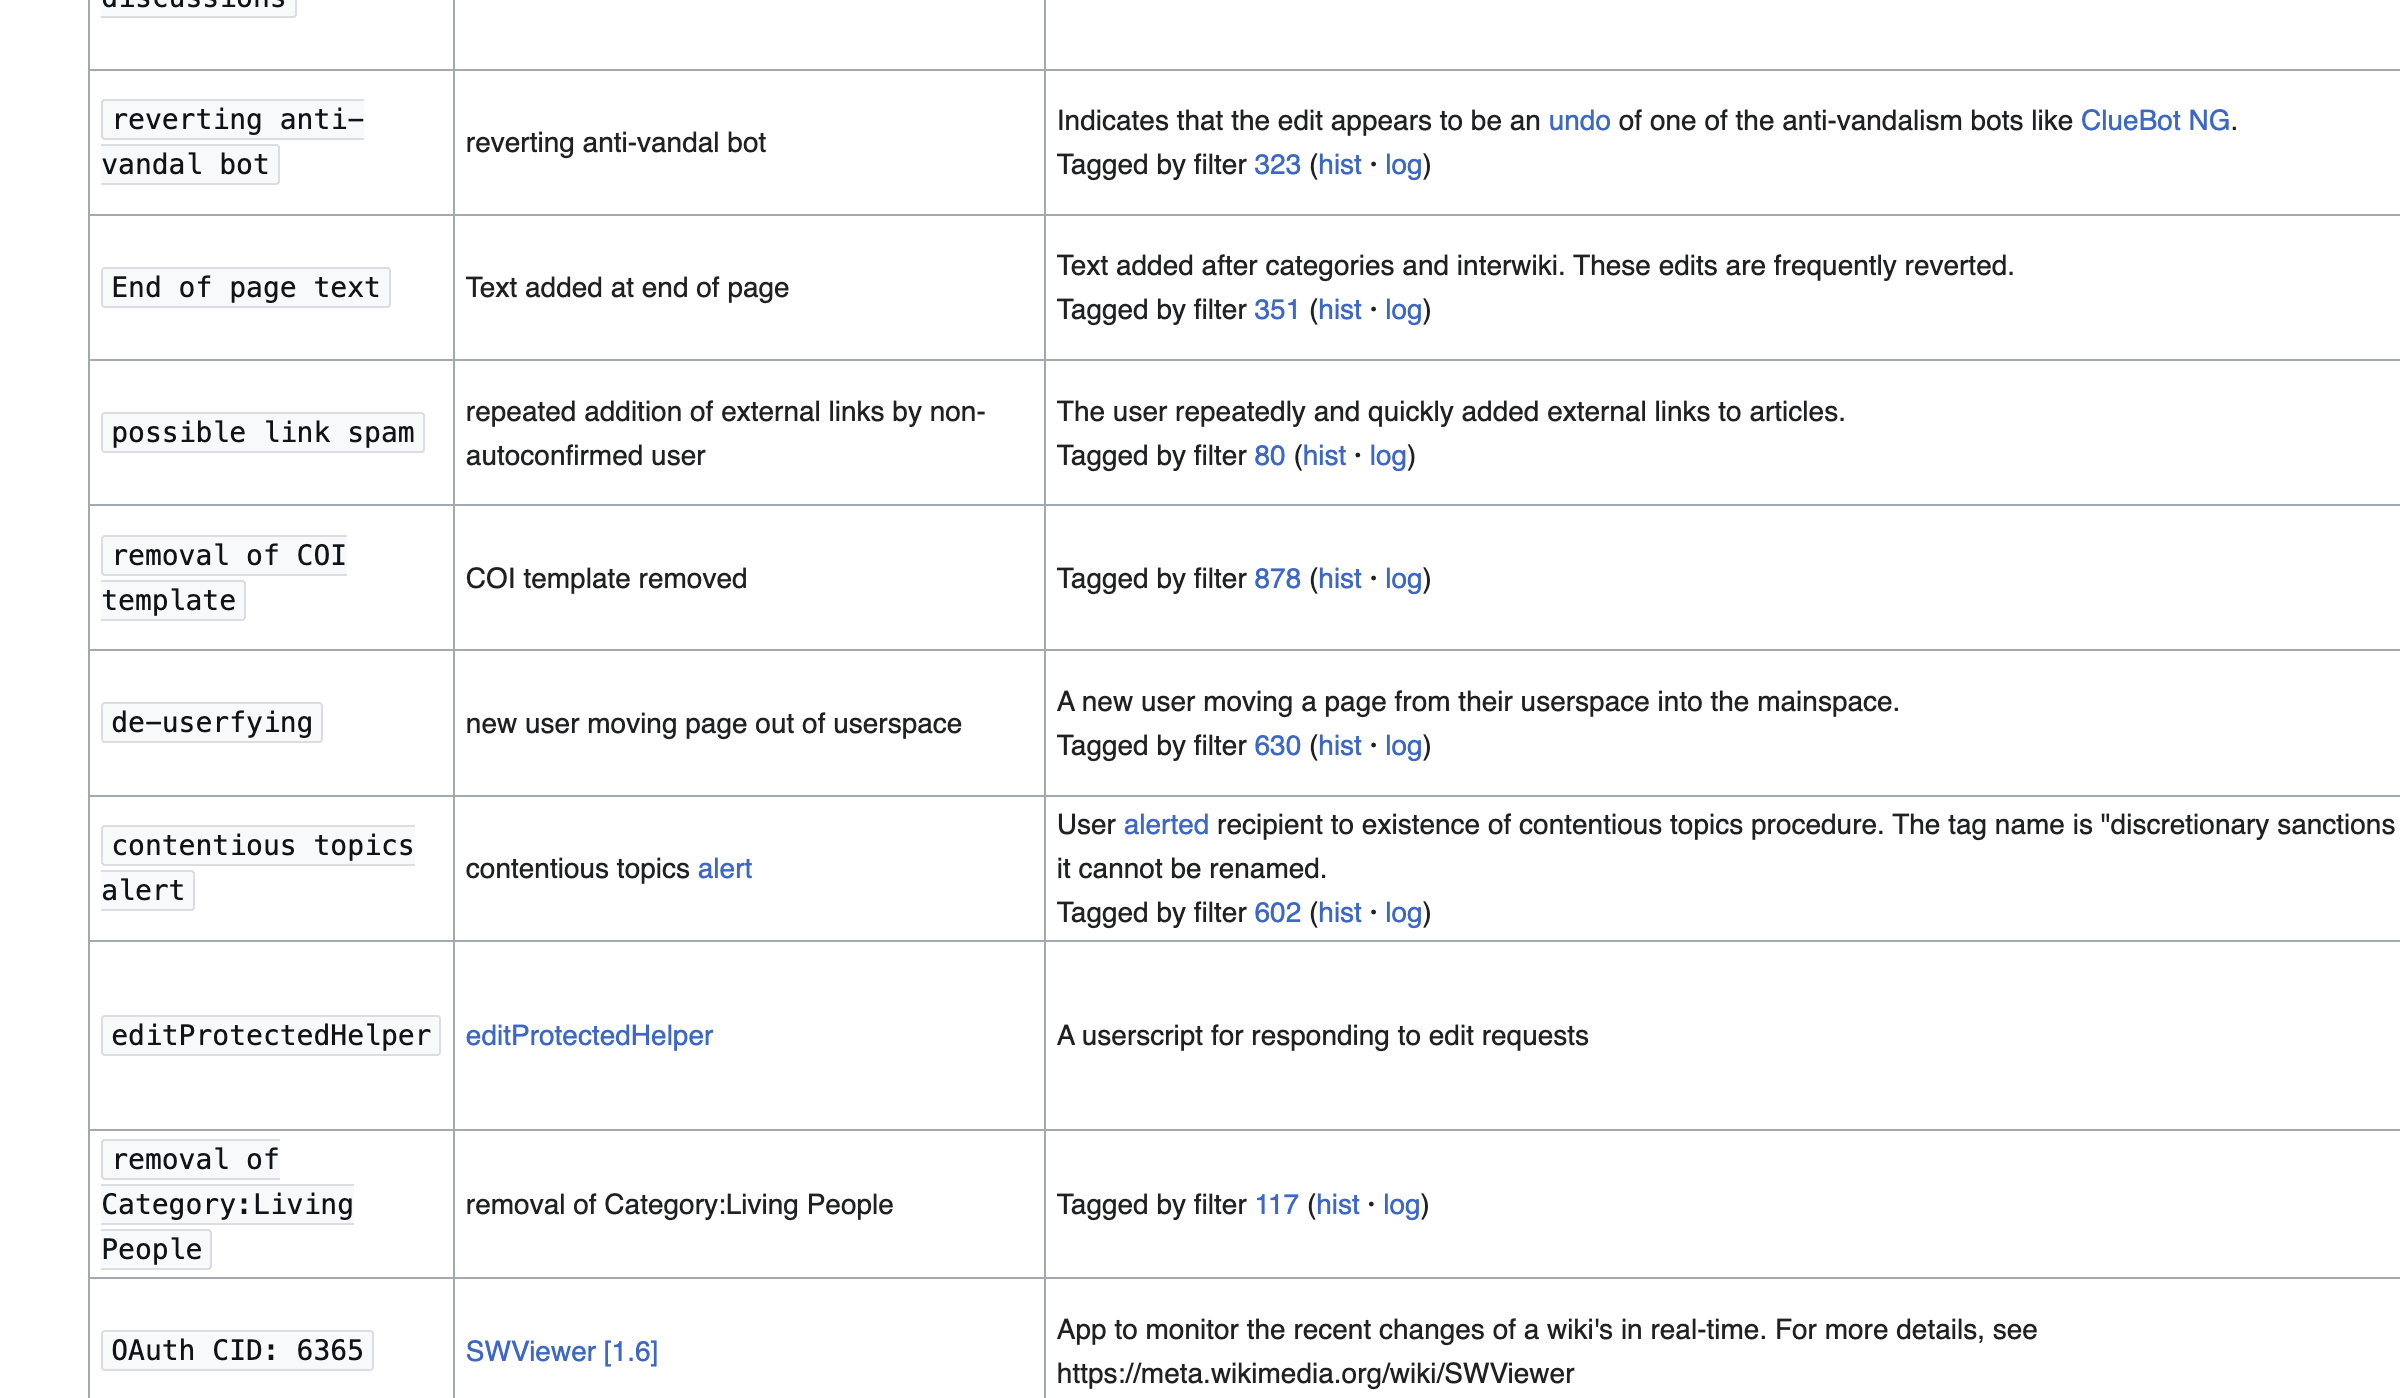 discussions
reverting anti-
vandal bot
reverting anti-vandal bot
Indicates that the edit appears to be an undo of one of the anti-vandalism bots like ClueBot NG.
Tagged by filter 323 (hist · log)
End of page text
Text added at end of page
Text added after categories and interwiki. These edits are frequently reverted.
Tagged by filter 351 (hist · log)
possible link spam
repeated addition of external links by non-
autoconfirmed user
The user repeatedly and quickly added external links to articles.
Tagged by filter 80 (hist · log)
removal of COI
template
COI template removed
Tagged by filter 878 (hist · log)
de-userfying
new user moving page out of userspace
A new user moving a page from their userspace into the mainspace.
Tagged by filter 630 (hist · log)
contentious topics
alert
contentious topics alert
User alerted recipient to existence of contentious topics procedure. The tag name is "discretionary sanctions
it cannot be renamed.
Tagged by filter 602 (hist · log)
editProtectedHelper
editProtectedHelper
A userscript for responding to edit requests
removal of
Category:Living
People
removal of Category:Living People
Tagged by filter 117 (hist · log)
OAuth CID: 6365
SWViewer [1.6]
App to monitor the recent changes of a wiki's in real-time. For more details, see
https://meta.wikimedia.org/wiki/SWViewer